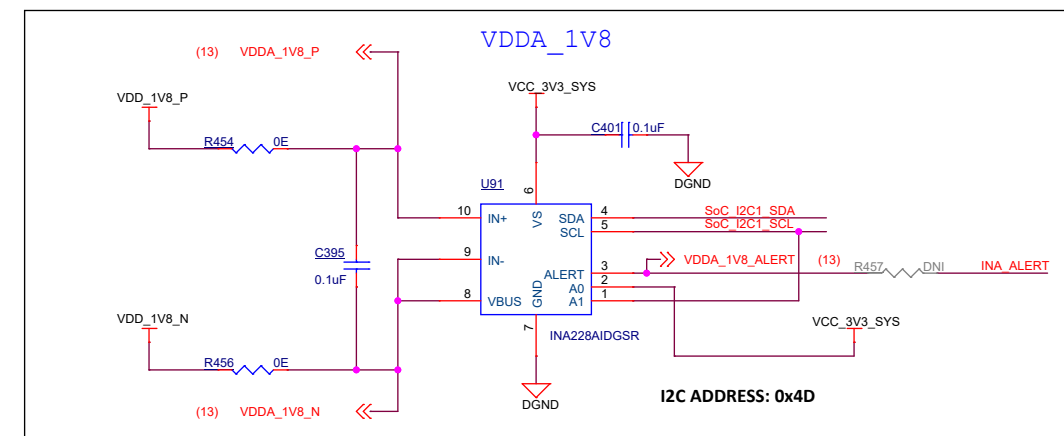 VDDA_1V8
(13) VDDA_1V8_P
VCC_3V3_SYS
VDD_1V8_P
C401 0.1uF
R454 0E
DGND
U91
6
10 IN+ VS SDA 4 SoC_I2C1_SDA
SCL 5 SoC_I2C1_SCL
9 IN-
C395
0.1uF
VDDA_1V8_ALERT (13)
ALERT 3 R457 DNI INA_ALERT
8 VBUS GND A0 2
A1 1
7
INA228AIDGSR
VDD_1V8_N
VCC_3V3_SYS
R456 0E
DGND
I2C ADDRESS: 0x4D
(13) VDDA_1V8_N